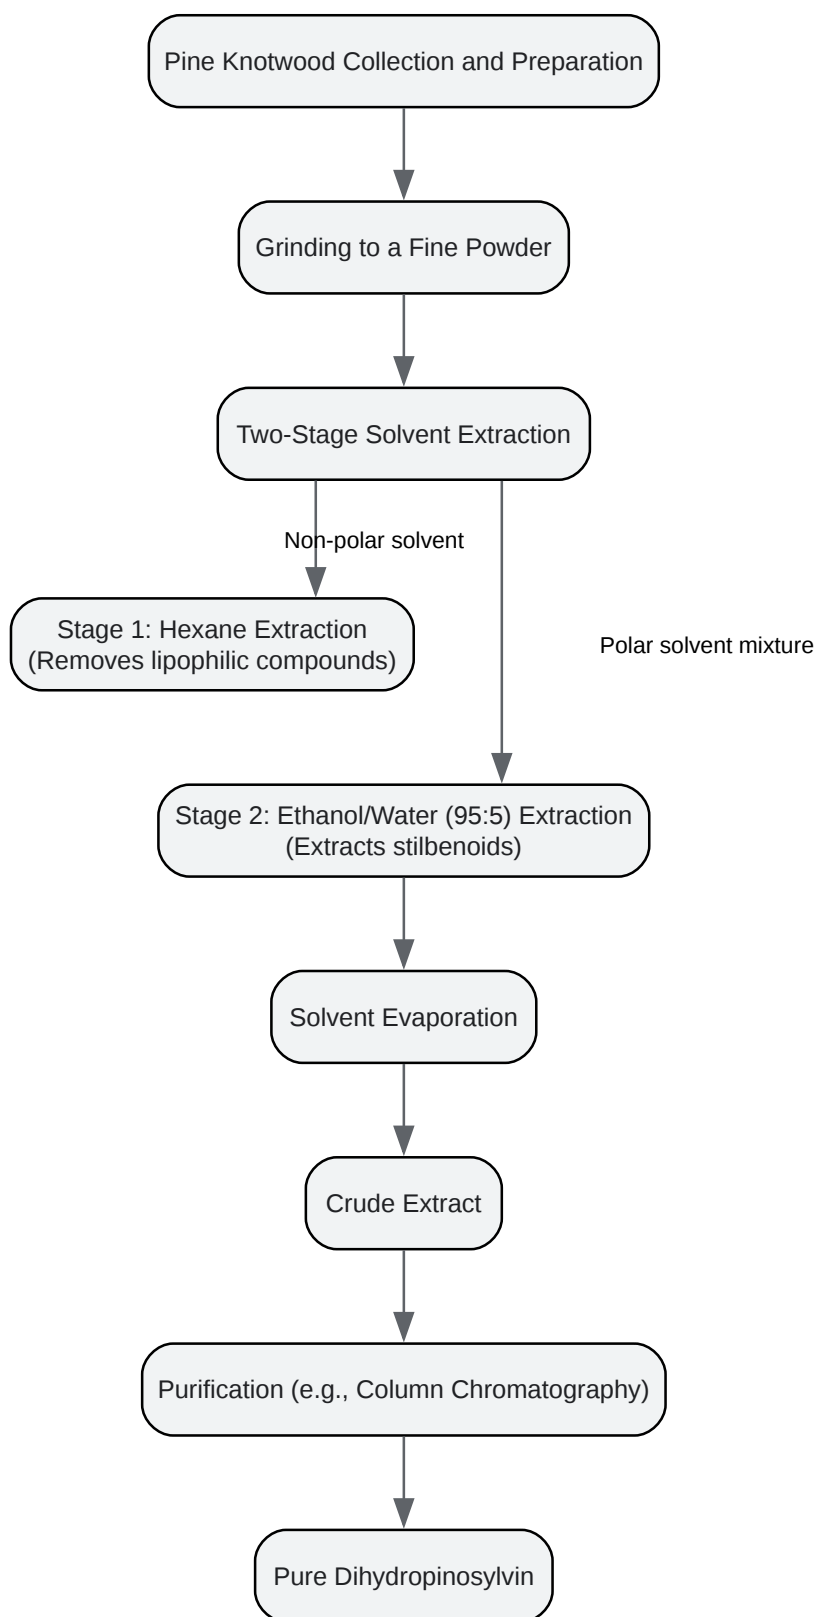 Pine Knotwood Collection and Preparation
Grinding to a Fine Powder
Two-Stage Solvent Extraction
Non-polar solvent
Stage 1: Hexane Extraction
(Removes lipophilic compounds)
Polar solvent mixture
Stage 2: Ethanol/Water (95:5) Extraction
(Extracts stilbenoids)
Solvent Evaporation
Crude Extract
Purification (e.g., Column Chromatography)
Pure Dihydropinosylvin